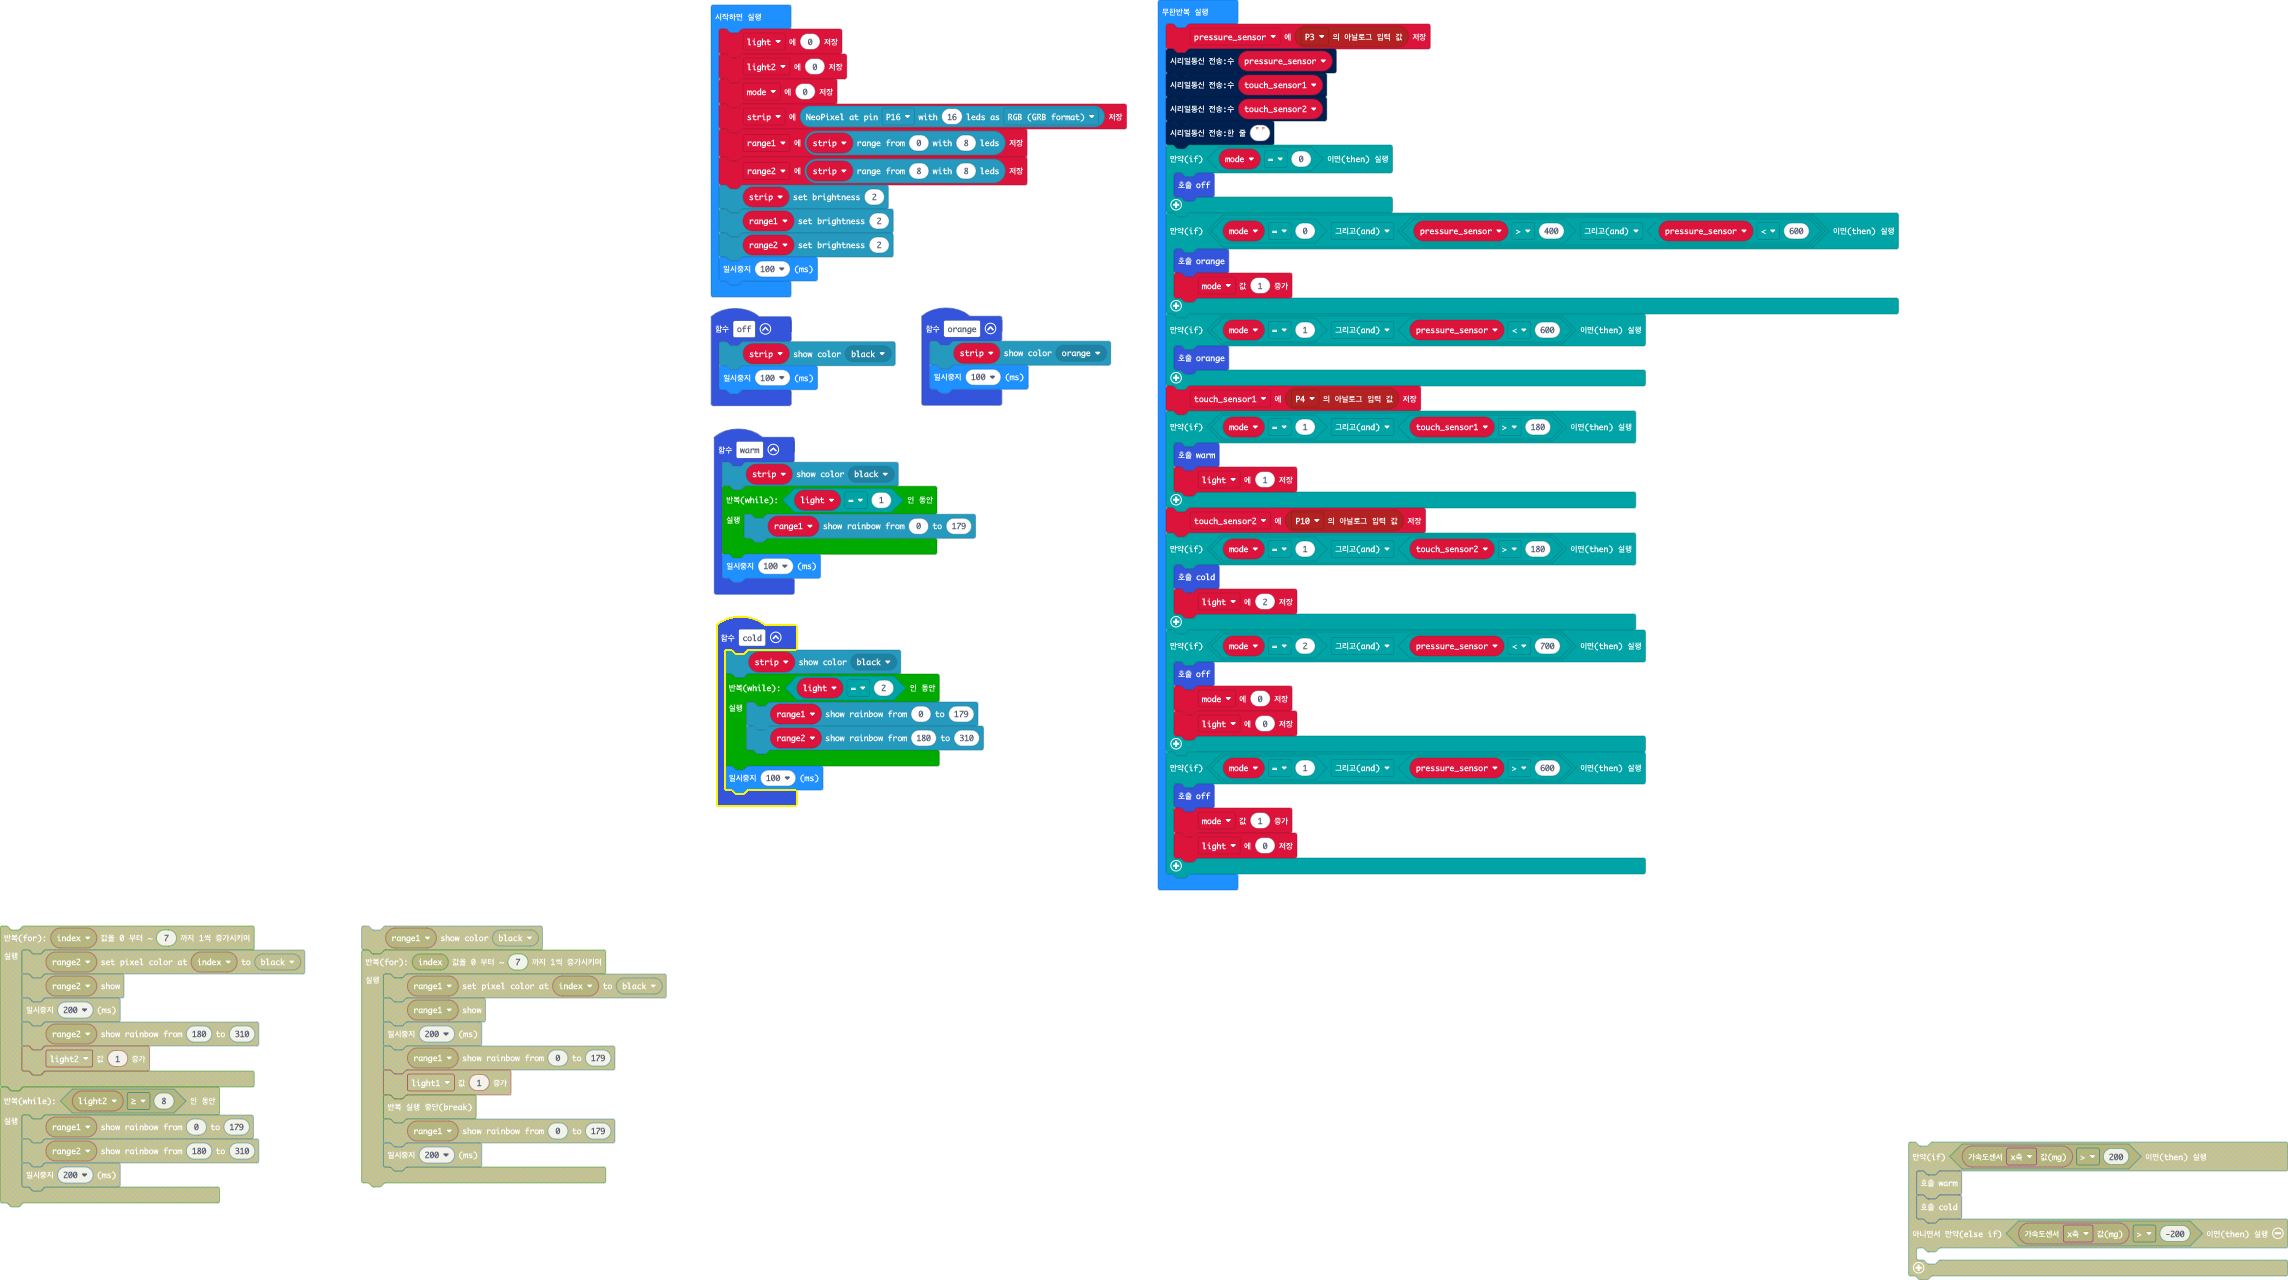 시작하면 실행
light 에 0 저장
light2 에 0 저장
mode 에 0 저장
strip 에 NeoPixel at pin P16 with 16 leds as RGB (GRB format) 저장
range1 에 strip range from 0 with 8 leds 저장
range2 에 strip range from 8 with 8 leds 저장
strip set brightness 2
range1 set brightness 2
range2 set brightness 2
일시중지 100 (ms)
함수 off
strip show color black
일시중지 100 (ms)
함수 orange
strip show color orange
일시중지 100 (ms)
함수 warm
strip show color black
반복(while): light = 1 인 동안
실행 range1 show rainbow from 0 to 179
일시중지 100 (ms)
함수 cold
strip show color black
반복(while): light = 2 인 동안
실행 range1 show rainbow from 0 to 179
range2 show rainbow from 180 to 310
일시중지 100 (ms)
무한반복 실행
pressure_sensor 에 P3 의 아날로그 입력 값 저장
시리얼통신 전송:수 pressure_sensor
시리얼통신 전송:수 touch_sensor1
시리얼통신 전송:수 touch_sensor2
시리얼통신 전송:한 줄 " "
만약(if) mode = 0 이면(then) 실행
호출 off
만약(if) mode = 0 그리고(and) pressure_sensor > 400 그리고(and) pressure_sensor < 600 이면(then) 실행
호출 orange
mode 값 1 증가
만약(if) mode = 1 그리고(and) pressure_sensor < 600 이면(then) 실행
호출 orange
touch_sensor1 에 P4 의 아날로그 입력 값 저장
만약(if) mode = 1 그리고(and) touch_sensor1 > 180 이면(then) 실행
호출 warm
light 에 1 저장
touch_sensor2 에 P10 의 아날로그 입력 값 저장
만약(if) mode = 1 그리고(and) touch_sensor2 > 180 이면(then) 실행
호출 cold
light 에 2 저장
만약(if) mode = 2 그리고(and) pressure_sensor < 700 이면(then) 실행
호출 off
mode 에 0 저장
light 에 0 저장
만약(if) mode = 1 그리고(and) pressure_sensor > 600 이면(then) 실행
호출 off
mode 값 1 증가
light 에 0 저장
반복(for): index 값을 0 부터 ~ 7 까지 1씩 증가시키며
실행 range2 set pixel color at index to black
range2 show
일시중지 200 (ms)
range2 show rainbow from 180 to 310
light2 값 1 증가
반복(while): light2 ≥ 8 인 동안
실행 range1 show rainbow from 0 to 179
range2 show rainbow from 180 to 310
일시중지 200 (ms)
range1 show color black
반복(for): index 값을 0 부터 ~ 7 까지 1씩 증가시키며
실행 range1 set pixel color at index to black
range1 show
일시중지 200 (ms)
range1 show rainbow from 0 to 179
light1 값 1 증가
반복 실행 중단(break)
range1 show rainbow from 0 to 179
일시중지 200 (ms)
만약(if) 가속도센서 x축 값(mg) > 200 이면(then) 실행
호출 warm
호출 cold
아니면서 만약(else if) 가속도센서 x축 값(mg) > -200 이면(then) 실행